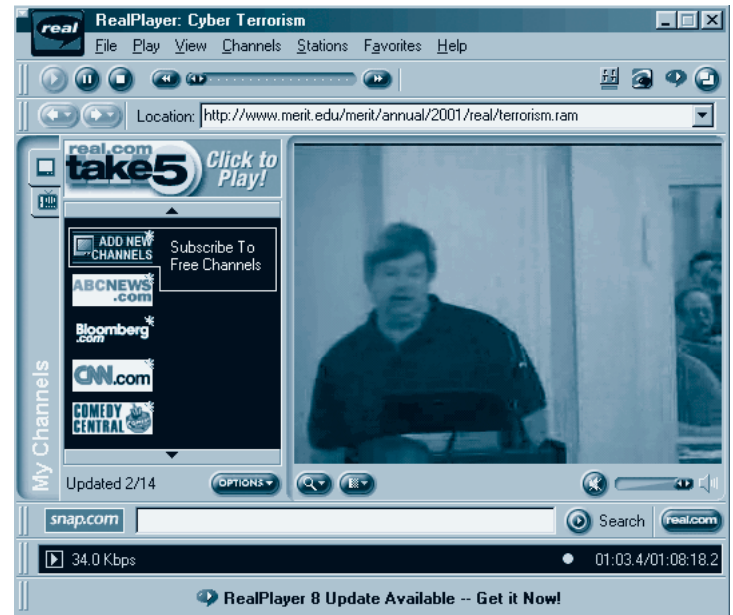 real
RealPlayer: Cyber Terrorism
File Play View Channels Stations Favorites Help
Location: http://www.merit.edu/merit/annual/2001/real/terrorism.ram
real.com
take5
Click to
Play!
My Channels
ADD NEW
CHANNELS
Subscribe To
Free Channels
ABCNEWS
.com
Bloomberg
.com
CNN.com
COMEDY
CENTRAL
Updated 2/14
OPTIONS
snap.com
Search
real.com
34.0 Kbps
01:03.4/01:08:18.2
RealPlayer 8 Update Available -- Get it Now!